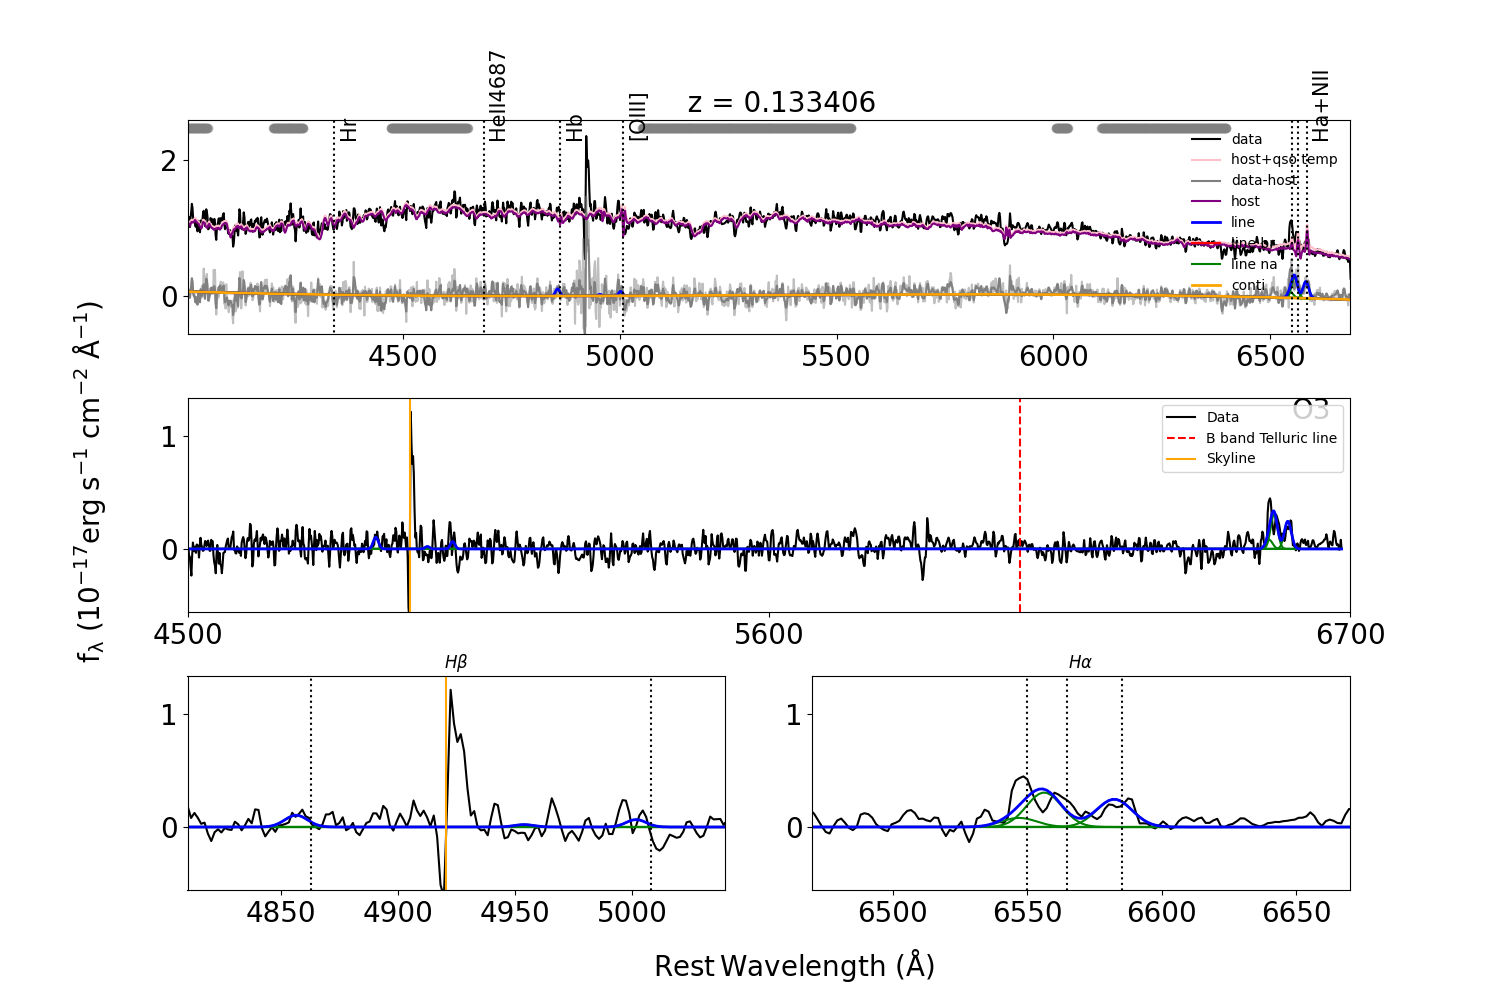 z = 0.133406
Hr
HeII4687
Hb
[OIII]
Ha+NII
data
host+qso temp
data-host
host
line
line na
conti
2
0
4500 5000 5500 6000 6500
O3
Data
B band Telluric line
Skyline
1
0
4500 5600 6700
fλ (10−17erg s−1 cm−2 Å−1)
Hβ
1
0
4850 4900 4950 5000
Hα
1
0
6500 6550 6600 6650
Rest Wavelength (Å)